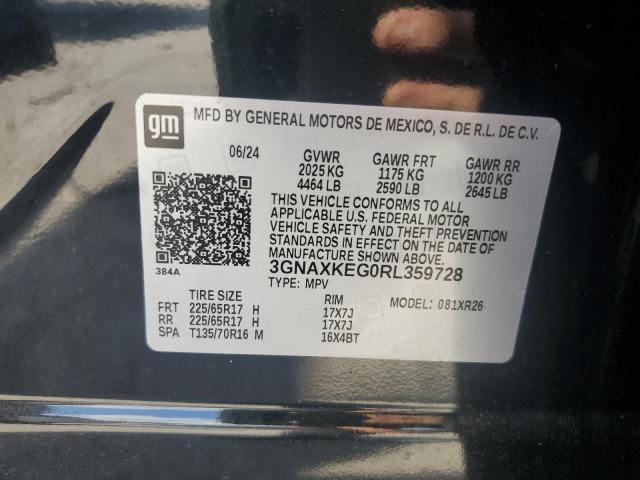 gm
MFD BY GENERAL MOTORS DE MEXICO, S. DE R.L. DE C.V.
06/24 GVWR GAWR FRT GAWR RR
2025 KG 1175 KG 1200 KG
4464 LB 2590 LB 2645 LB
THIS VEHICLE CONFORMS TO ALL
APPLICABLE U.S. FEDERAL MOTOR
VEHICLE SAFETY AND THEFT PREVENTION
STANDARDS IN EFFECT ON THE DATE OF
MANUFACTURE SHOWN ABOVE.
384A 3GNAXKEG0RL359728
TYPE: MPV
TIRE SIZE RIM MODEL: 081XR26
FRT 225/65R17 H 17X7J
RR 225/65R17 H 17X7J
SPA T135/70R16 M 16X4BT